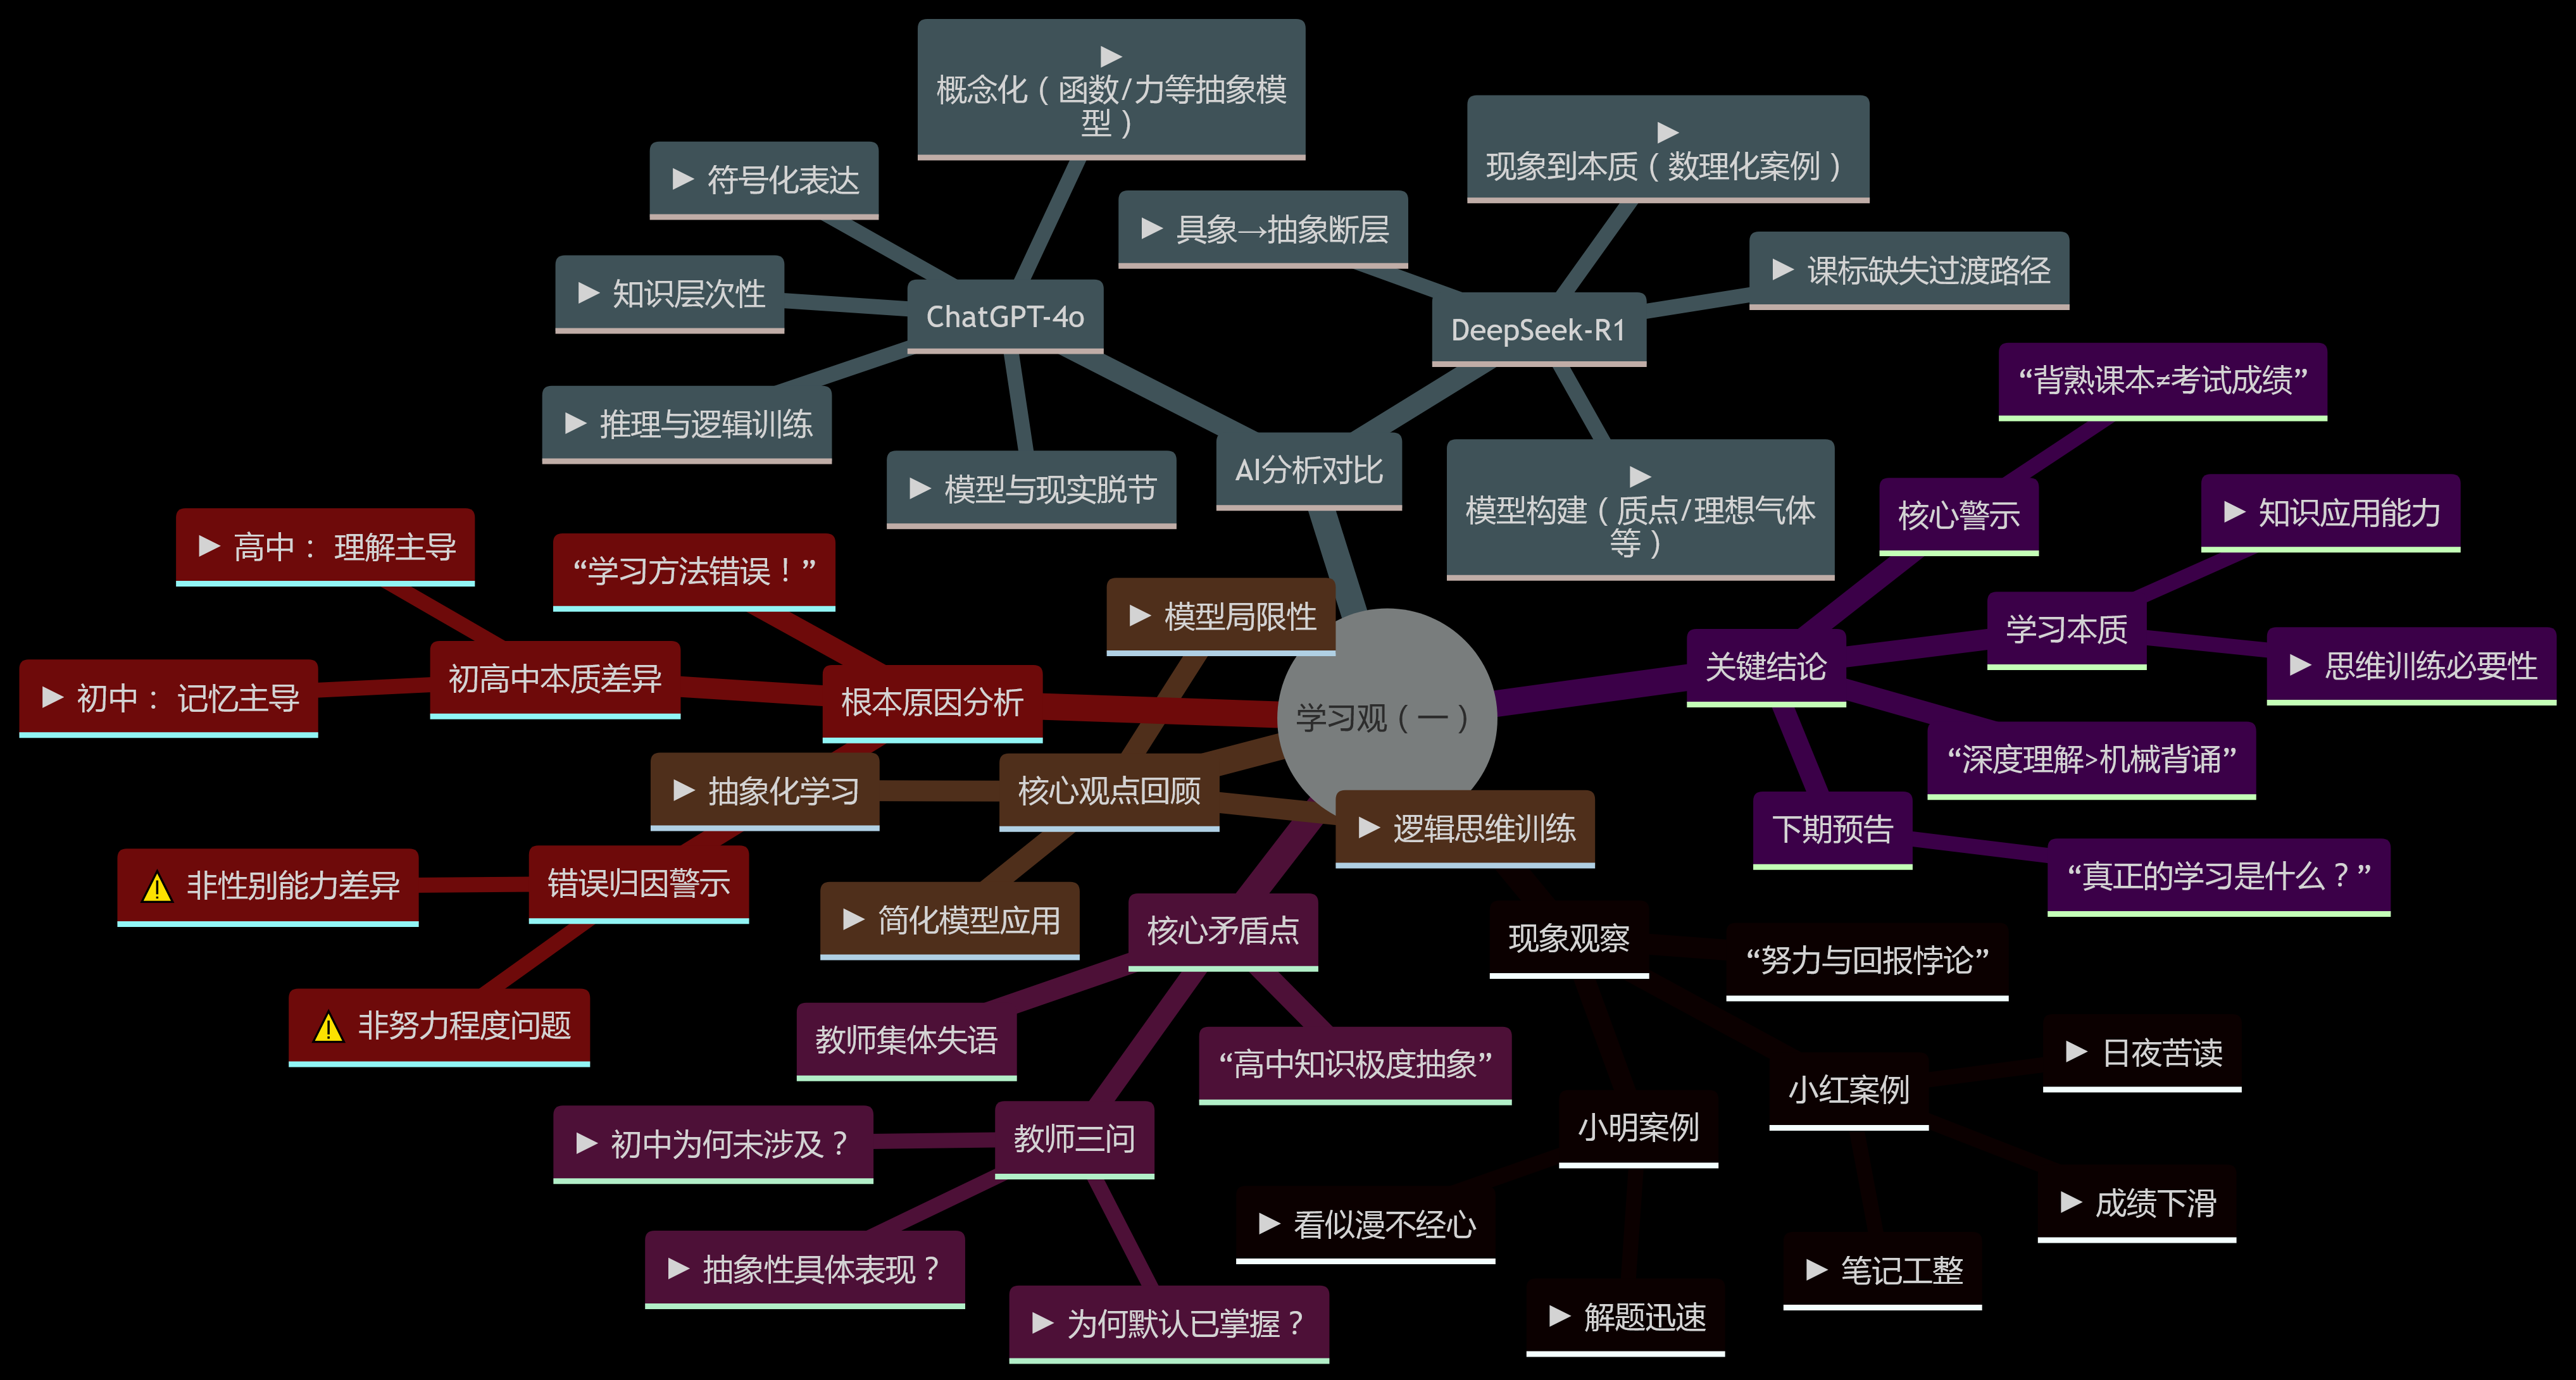 ▶
概念化（函数/力等抽象模
型）
▶
现象到本质（数理化案例）
▶ 符号化表达
▶ 具象→抽象断层
▶ 课标缺失过渡路径
▶ 知识层次性
ChatGPT-4o
DeepSeek-R1
“背熟课本≠考试成绩”
▶ 推理与逻辑训练
▶ 模型与现实脱节
AI分析对比
▶
模型构建（质点/理想气体
等）
核心警示
▶ 知识应用能力
▶ 高中： 理解主导
“学习方法错误！”
▶ 模型局限性
学习本质
▶ 思维训练必要性
关键结论
初高中本质差异
▶ 初中： 记忆主导
根本原因分析
学习观（一）
“深度理解>机械背诵”
▶ 抽象化学习
核心观点回顾
▶ 逻辑思维训练
下期预告
“真正的学习是什么？”
⚠ 非性别能力差异
错误归因警示
▶ 简化模型应用
核心矛盾点
现象观察
“努力与回报悖论”
⚠ 非努力程度问题
教师集体失语
“高中知识极度抽象”
▶ 日夜苦读
小红案例
小明案例
▶ 初中为何未涉及？
教师三问
▶ 成绩下滑
▶ 看似漫不经心
▶ 抽象性具体表现？
▶ 笔记工整
▶ 为何默认已掌握？
▶ 解题迅速